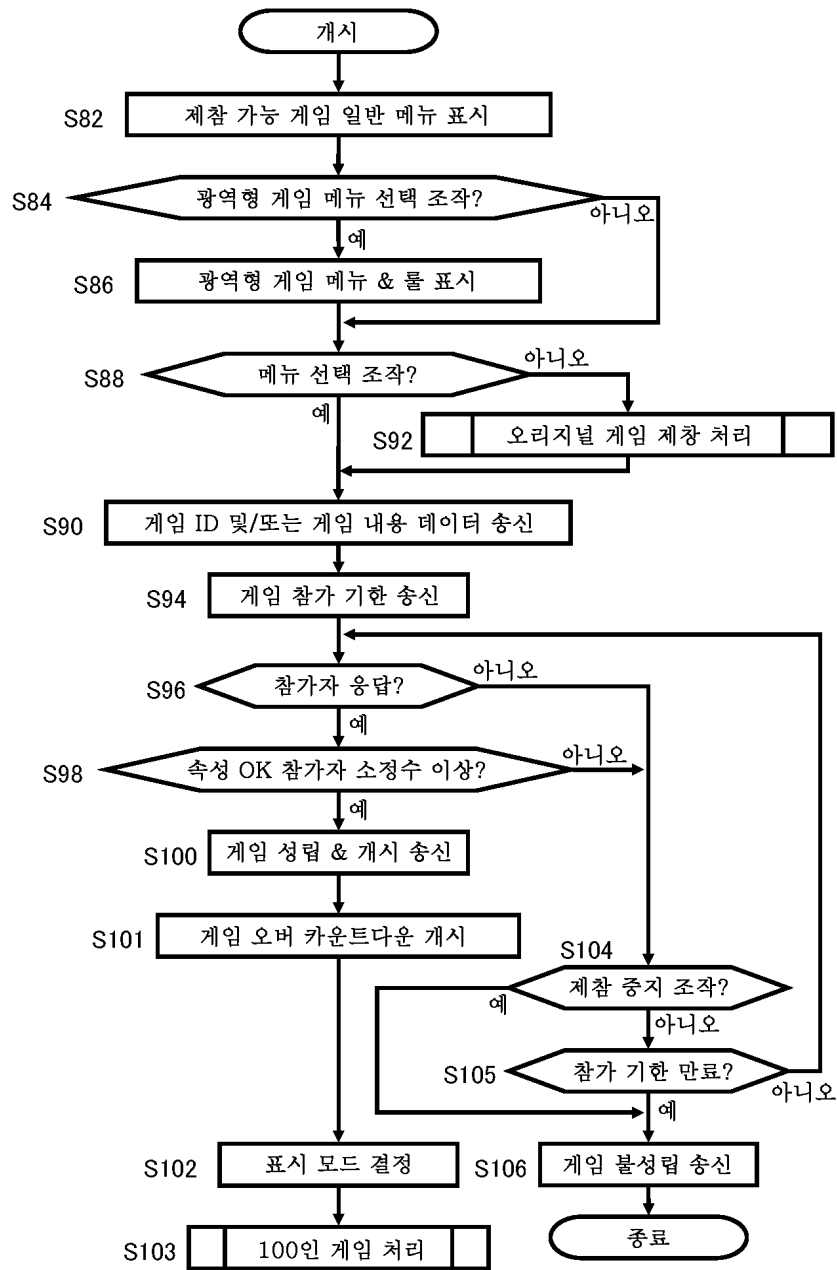 개시
S82
제참 가능 게임 일반 메뉴 표시
S84
광역형 게임 메뉴 선택 조작?
아니오
예
S86
광역형 게임 메뉴 & 룰 표시
S88
메뉴 선택 조작?
아니오
예
S92
오리지널 게임 제창 처리
S90
게임 ID 및/또는 게임 내용 데이터 송신
S94
게임 참가 기한 송신
S96
참가자 응답?
아니오
예
S98
속성 OK 참가자 소정수 이상?
아니오
예
S100
게임 성립 & 개시 송신
S101
게임 오버 카운트다운 개시
S104
제참 중지 조작?
예
아니오
S105
참가 기한 만료?
아니오
예
S102
표시 모드 결정
S106
게임 불성립 송신
S103
100인 게임 처리
종료